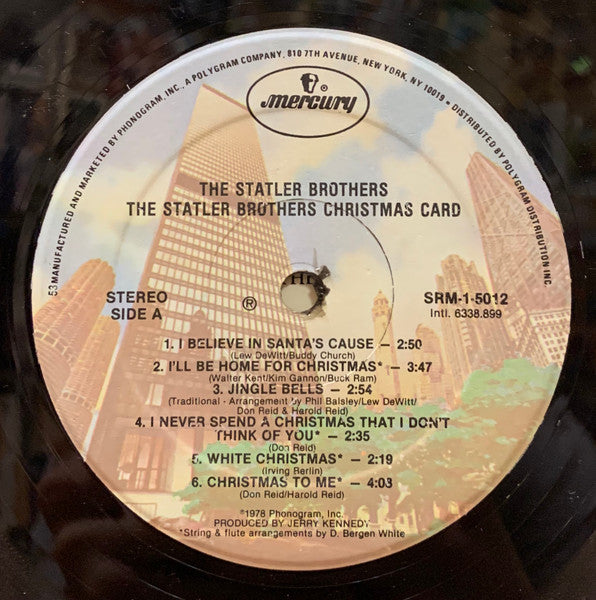 53 MANUFACTURED AND MARKETED BY PHONOGRAM, INC., A POLYGRAM COMPANY, 810 7TH AVENUE, NEW YORK, NY 10019 • DISTRIBUTED BY POLYGRAM DISTRIBUTION INC.
mercury
THE STATLER BROTHERS
THE STATLER BROTHERS CHRISTMAS CARD
STEREO
SIDE A
℗
SRM-1-5012
Intl. 6338.899
1. I BELIEVE IN SANTA'S CAUSE – 2:50
(Lew DeWitt/Buddy Church)
2. I'LL BE HOME FOR CHRISTMAS* – 3:47
(Walter Kent/Kim Gannon/Buck Ram)
3. JINGLE BELLS – 2:54
(Traditional - Arrangement by Phil Balsley/Lew DeWitt/
Don Reid & Harold Reid)
4. I NEVER SPEND A CHRISTMAS THAT I DON'T
THINK OF YOU* – 2:35
(Don Reid)
5. WHITE CHRISTMAS* – 2:19
(Irving Berlin)
6. CHRISTMAS TO ME* – 4:03
(Don Reid/Harold Reid)
℗1978 Phonogram, Inc.
PRODUCED BY JERRY KENNEDY
*String & flute arrangements by D. Bergen White